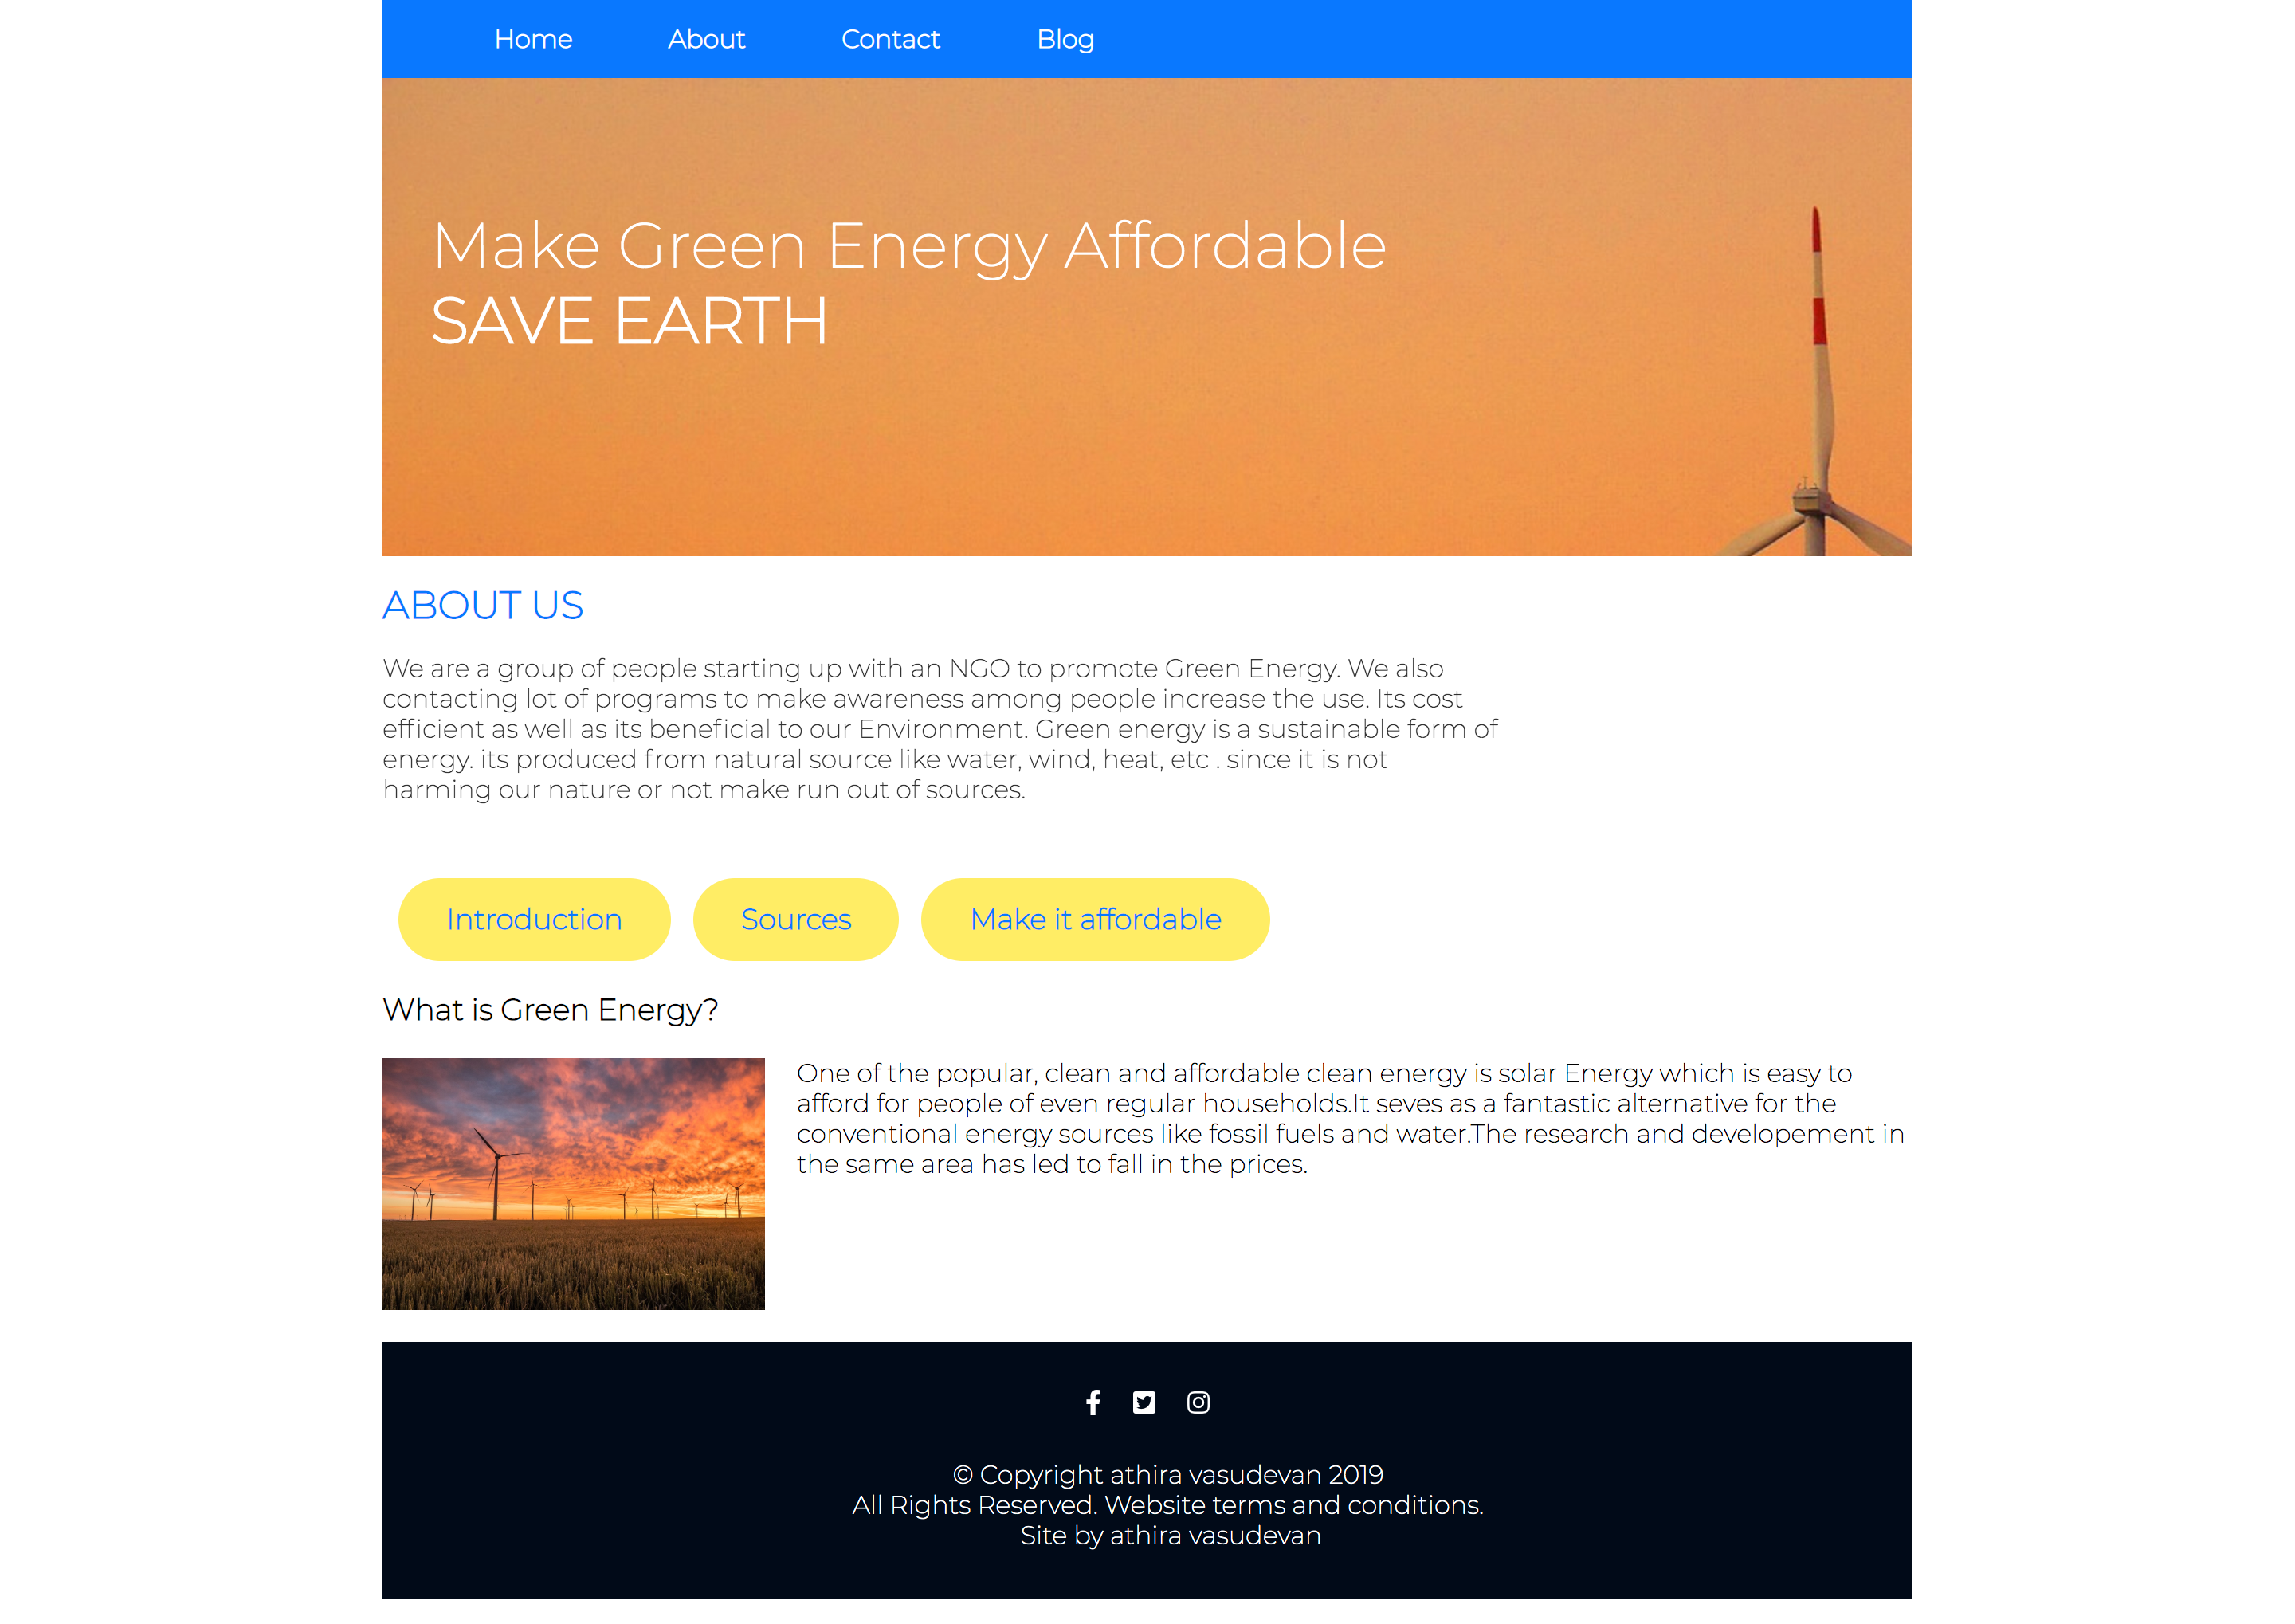 Home About Contact Blog
Make Green Energy Affordable
SAVE EARTH
ABOUT US
We are a group of people starting up with an NGO to promote Green Energy. We also
contacting lot of programs to make awareness among people increase the use. Its cost
efficient as well as its beneficial to our Environment. Green energy is a sustainable form of
energy. its produced from natural source like water, wind, heat, etc . since it is not
harming our nature or not make run out of sources.
Introduction Sources Make it affordable
What is Green Energy?
One of the popular, clean and affordable clean energy is solar Energy which is easy to
afford for people of even regular households.It seves as a fantastic alternative for the
conventional energy sources like fossil fuels and water.The research and developement in
the same area has led to fall in the prices.
© Copyright athira vasudevan 2019
All Rights Reserved. Website terms and conditions.
Site by athira vasudevan